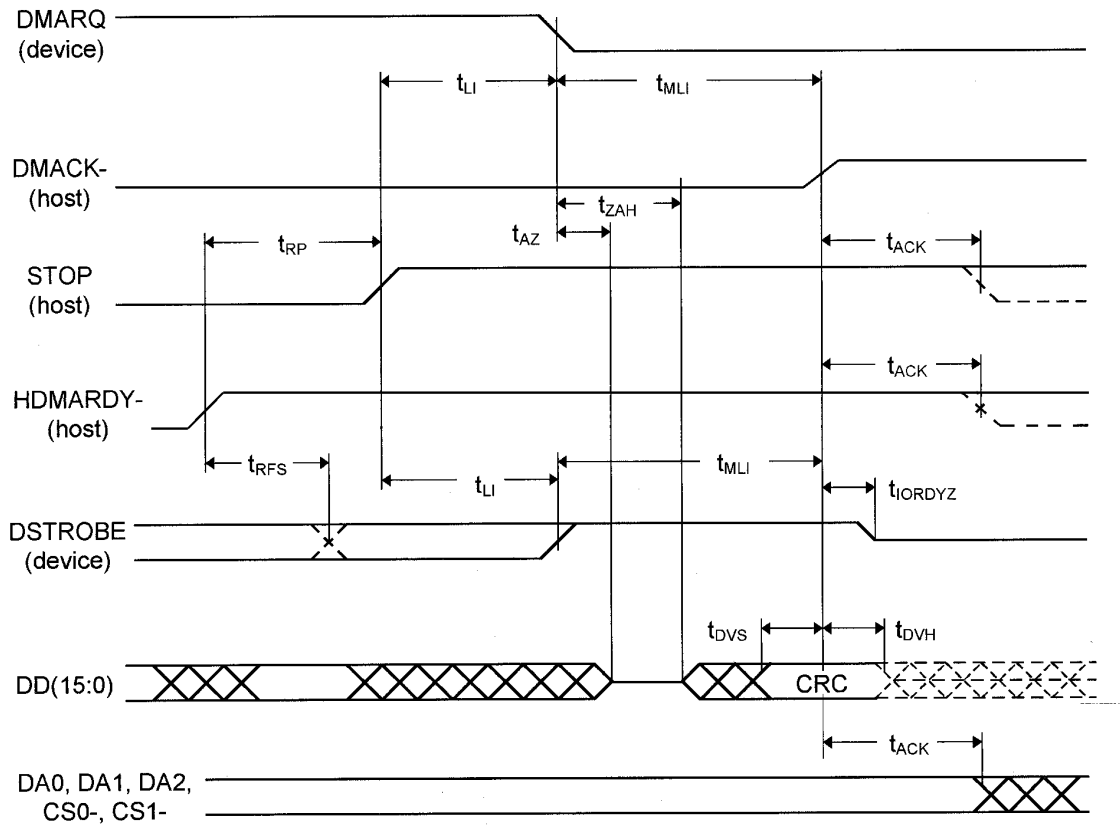 DMARQ
(device)
tLI
tMLI
DMACK-
(host)
tZAH
tAZ
tRP
tACK
STOP
(host)
tACK
HDMARDY-
(host)
tRFS
tLI
tMLI
tIORDYZ
DSTROBE
(device)
tDVS
tDVH
DD(15:0)
CRC
tACK
DA0, DA1, DA2,
CS0-, CS1-